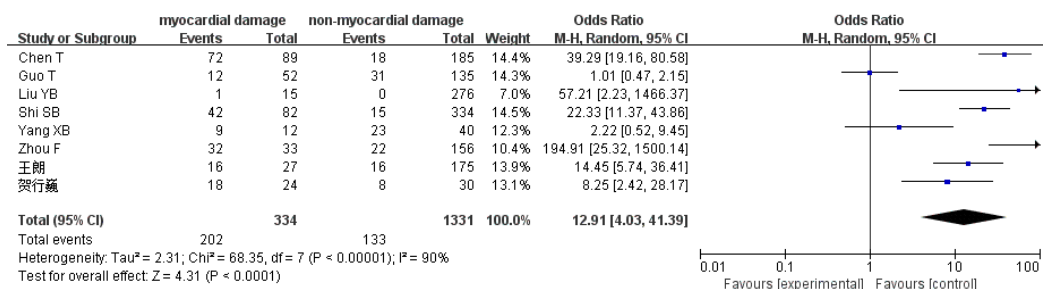 myocardial damage non-myocardial damage Odds Ratio Odds Ratio
Study or Subgroup Events Total Events Total Weight M-H, Random, 95% CI M-H, Random, 95% CI
Chen T 72 89 18 185 14.4% 39.29 [19.16, 80.58]
Guo T 12 52 31 135 14.3% 1.01 [0.47, 2.15]
Liu YB 1 15 0 276 7.0% 57.21 [2.23, 1466.37]
Shi SB 42 82 15 334 14.5% 22.33 [11.37, 43.86]
Yang XB 9 12 23 40 12.3% 2.22 [0.52, 9.45]
Zhou F 32 33 22 156 10.4% 194.91 [25.32, 1500.14]
王朗 16 27 16 175 13.9% 14.45 [5.74, 36.41]
贺行巍 18 24 8 30 13.1% 8.25 [2.42, 28.17]
Total (95% CI) 334 1331 100.0% 12.91 [4.03, 41.39]
Total events 202 133
Heterogeneity: Tau² = 2.31; Chi² = 68.35, df = 7 (P < 0.00001); I² = 90%
Test for overall effect: Z = 4.31 (P < 0.0001)
0.01 0.1 1 10 100
Favours [experimental] Favours [control]